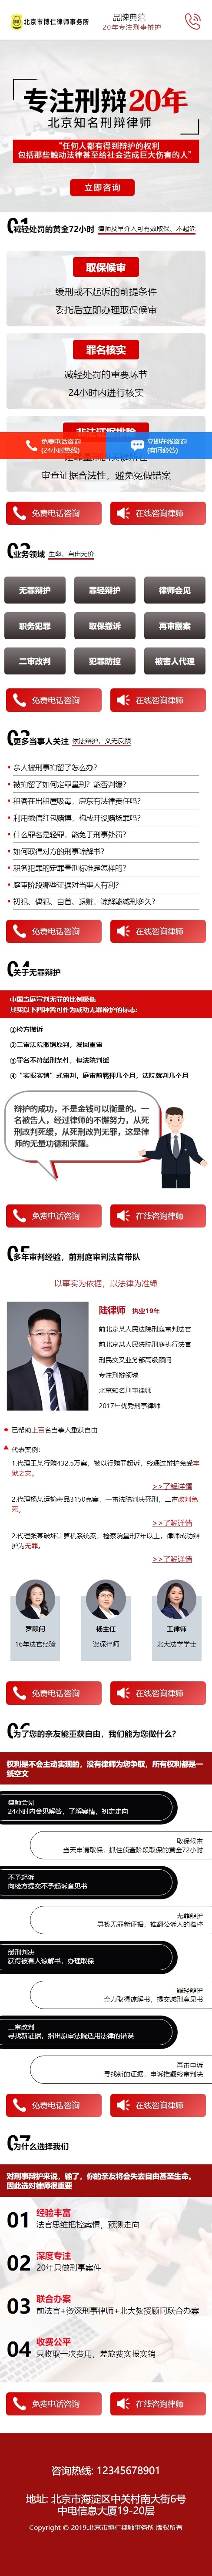 北京市博仁律师事务所
品牌典范
20年专注刑事辩护
专注刑辩20年
北京知名刑辩律师
“任何人都有得到辩护的权利
包括那些触动法律甚至给社会造成巨大伤害的人”
立即咨询
01
减轻处罚的黄金72小时 律师及早介入可有效取保、不起诉
取保候审
缓刑或不起诉的前提条件
委托后立即办理取保候审
罪名核实
减轻处罚的重要环节
24小时内进行核实
免费电话咨询
(24小时热线)
立即在线咨询
(有问必答)
审查证据合法性，避免冤假错案
免费电话咨询 在线咨询律师
02
业务领域 生命、自由无价
无罪辩护 罪轻辩护 律师会见
职务犯罪 取保撤诉 再审翻案
二审改判 犯罪防控 被害人代理
免费电话咨询 在线咨询律师
03
更多当事人关注 依法辩护，义无反顾
亲人被刑事拘留了怎么办？
被拘留了如何定罪量刑？能否判缓？
租客在出租屋吸毒，房东有法律责任吗？
利用微信红包赌博，构成开设赌场罪吗？
什么罪名是轻罪，能免于刑事处罚？
如何取得对方的刑事谅解书？
职务犯罪的定罪量刑标准是怎样的？
庭审阶段哪些证据对当事人有利？
初犯、偶犯、自首、退赃、谅解能减刑多久？
免费电话咨询 在线咨询律师
04
关于无罪辩护
中国当庭宣判无罪的比例极低
其实以下四种皆可作为成功无罪辩护的标志：
①检方撤诉
②二审法院撤销原判，发回重审
③罪名不符缓刑条件，但法院判缓
④“实报实销”式审判，庭审前羁押几个月，法院就判几个月
辩护的成功，不是金钱可以衡量的。一
名被告人，经过律师的不懈努力，从死
刑改判死缓，从死刑改判无罪，这是律
师的无量功德和荣耀。
免费电话咨询 在线咨询律师
05
多年审判经验，前刑庭审判法官带队
以事实为依据，以法律为准绳
陆律师 执业19年
前北京某人民法院刑庭审判法官
前北京某人民法院刑庭执行法官
刑民交叉业务部高级顾问
专注刑辩领域
北京知名刑事律师
2017年优秀刑事律师
已帮助上百名当事人重获自由
代表案例：
1.代理王某行贿432.5万案，被以行贿罪起诉，终通过辩护免受牢
狱之灾。
>>了解详情
2.代理杨某运输毒品3150克案，一审法院判决死刑，二审改判免
死。
>>了解详情
2.代理张某破坏计算机系统案，检察院量刑7年以上，律师成功辩
护为无罪。
>>了解详情
罗顾问 杨主任 王律师
16年法官经验 资深律师 北大法学学士
免费电话咨询 在线咨询律师
06
为了您的亲友能重获自由，我们能为您做什么？
权利是不会主动实现的，没有律师为您争取，所有权利都是一
纸空文
律师会见
24小时内会见解答，了解案情，初定走向
取保候审
当天申请取保，抓住侦查阶段取保的黄金72小时
不予起诉
向检方提交不予起诉意见书
无罪辩护
寻找无罪新证据，推翻公诉人的指控
缓刑判决
获得被害人谅解书，办理取保
罪轻辩护
全力取得谅解书，提交减刑意见书
二审改判
寻找新证据，指出原审法院适用法律的错误
再审申诉
寻找新的证据，申诉推翻终审判决
免费电话咨询 在线咨询律师
07
为什么选择我们
对刑事辩护来说，输了，你的亲友将会失去自由甚至生命。
因此选对律师很重要
01 经验丰富
法官思维把控案情，预测走向
02 深度专注
20年只做刑事案件
03 联合办案
前法官+资深刑事律师+北大教授顾问联合办案
04 收费公平
只收取一次费用，差旅费实报实销
免费电话咨询 在线咨询律师
咨询热线: 12345678901
地址: 北京市海淀区中关村南大街6号
中电信息大厦19-20层
Copyright © 2019.北京市博仁律师事务所 版权所有